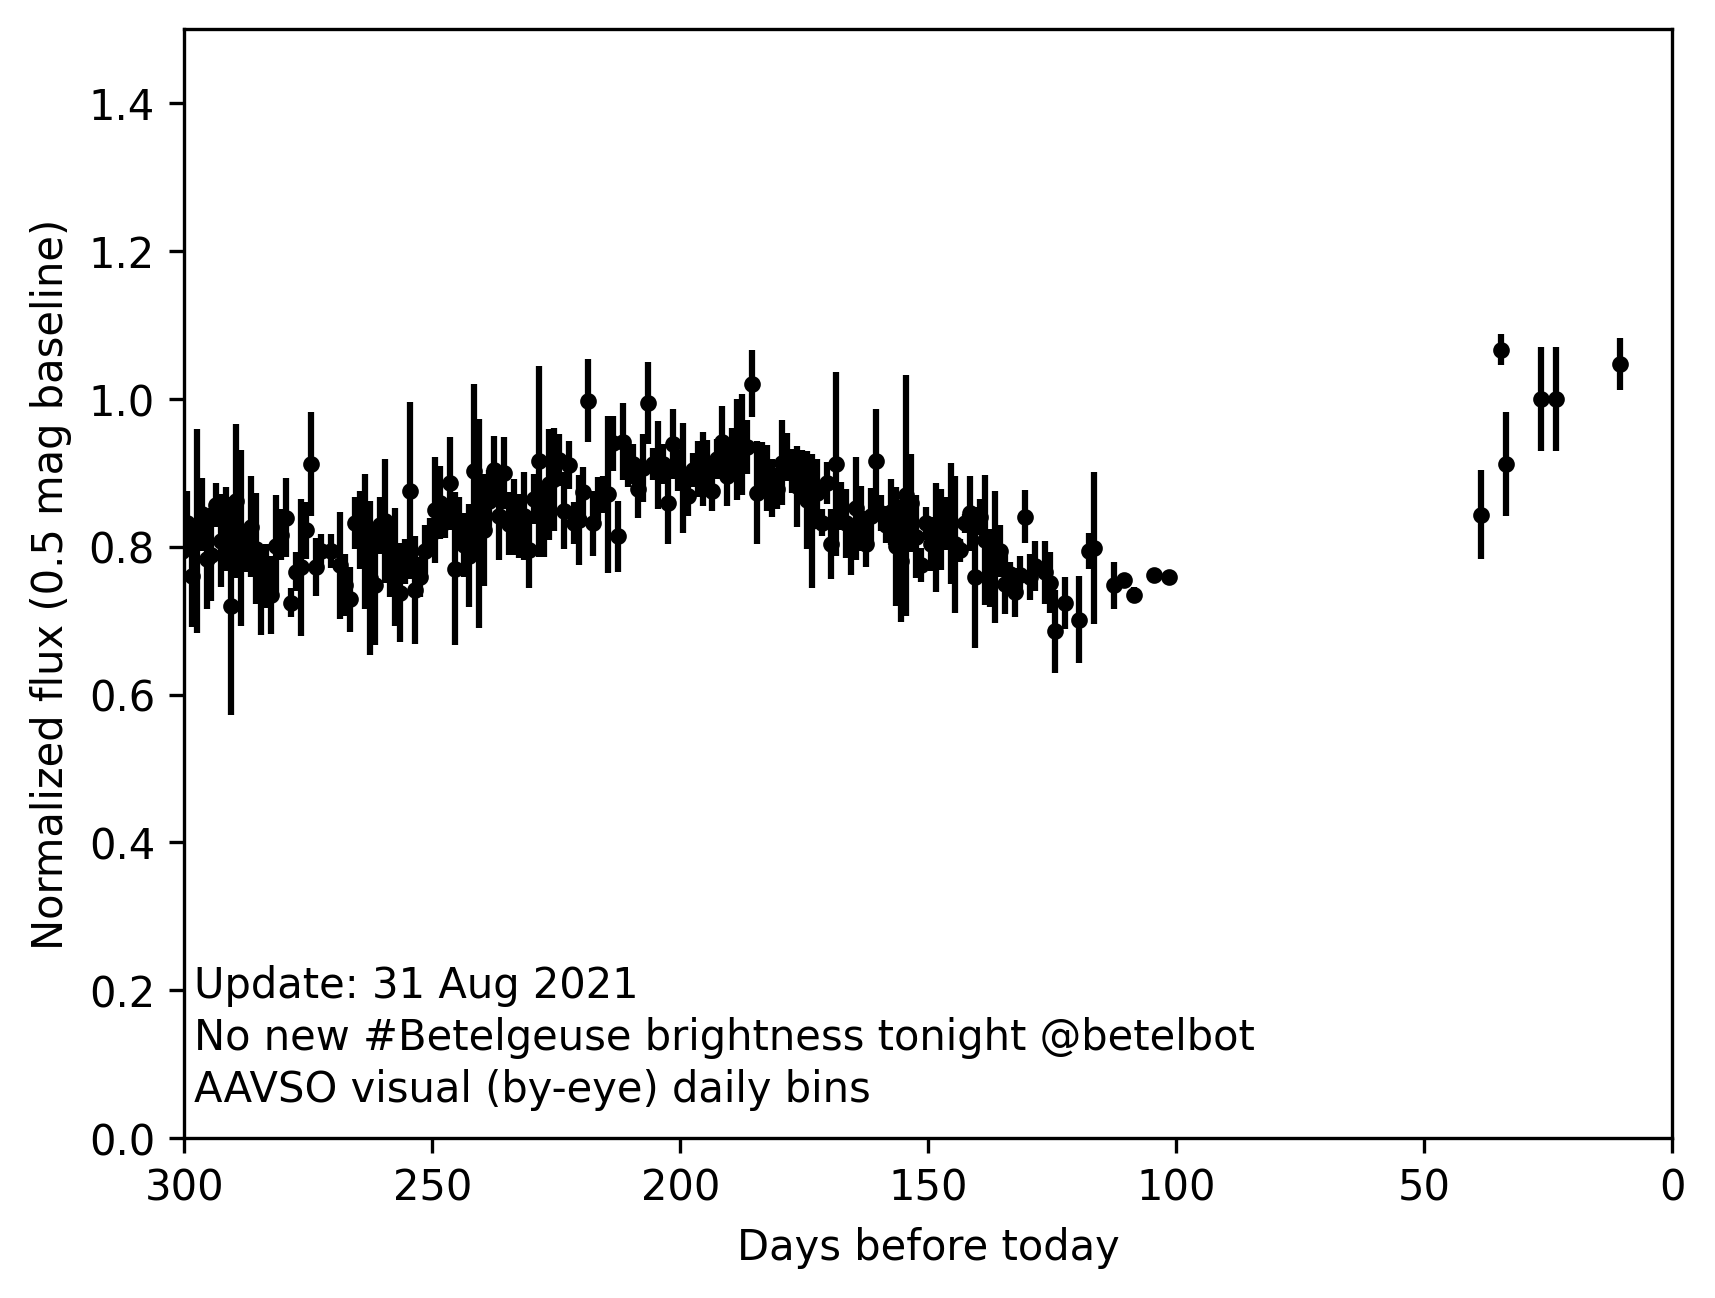 1.4
1.2
1.0
0.8
0.6
0.4
0.2
0.0
Normalized flux (0.5 mag baseline)
Update: 31 Aug 2021
No new #Betelgeuse brightness tonight @betelbot
AAVSO visual (by-eye) daily bins
300 250 200 150 100 50 0
Days before today